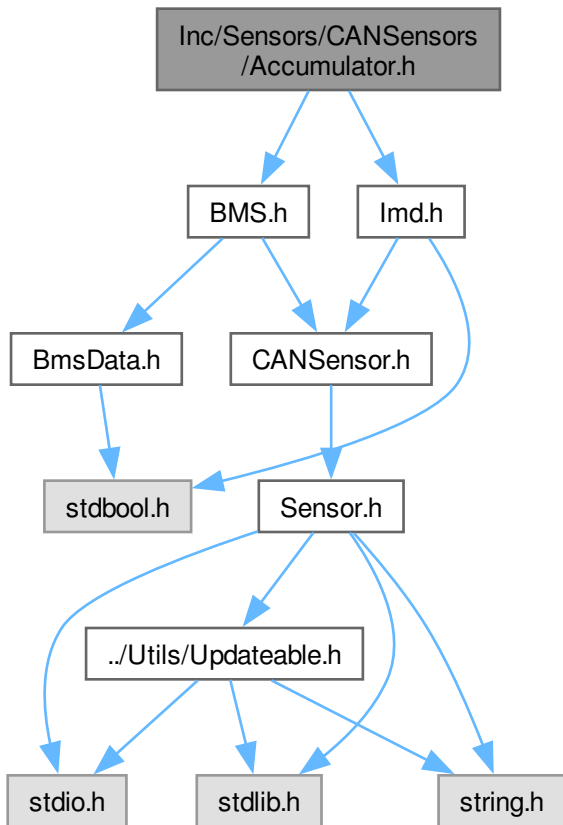 Inc/Sensors/CANSensors
/Accumulator.h
BMS.h
Imd.h
BmsData.h
CANSensor.h
stdbool.h
Sensor.h
../Utils/Updateable.h
stdio.h
stdlib.h
string.h